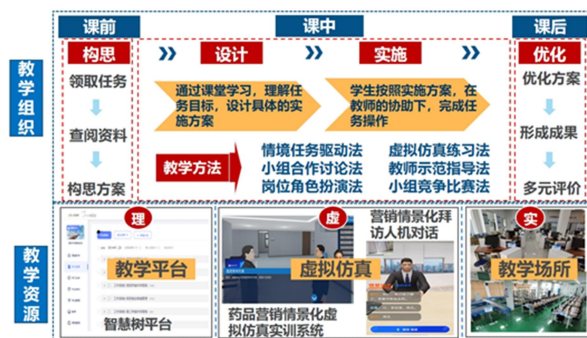 课前
课中
课后
教学组织
构思
设计
实施
优化
领取任务
查阅资料
构思方案
通过课堂学习，理解任
务目标，设计具体的实
施方案
学生按照实施方案，在
教师的协助下，完成任
务操作
优化方案
形成成果
多元评价
教学方法
情境任务驱动法
虚拟仿真练习法
小组合作讨论法
教师示范指导法
岗位角色扮演法
小组竞争比赛法
教学资源
理
虚
实
教学平台
智慧树平台
虚拟仿真
药品营销情景化虚
拟仿真实训系统
营销情景化拜
访人机对话
教学场所